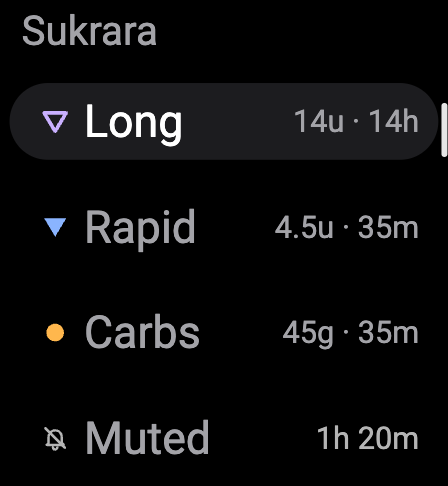 Sukrara
Long 14u · 14h
Rapid 4.5u · 35m
Carbs 45g · 35m
Muted 1h 20m